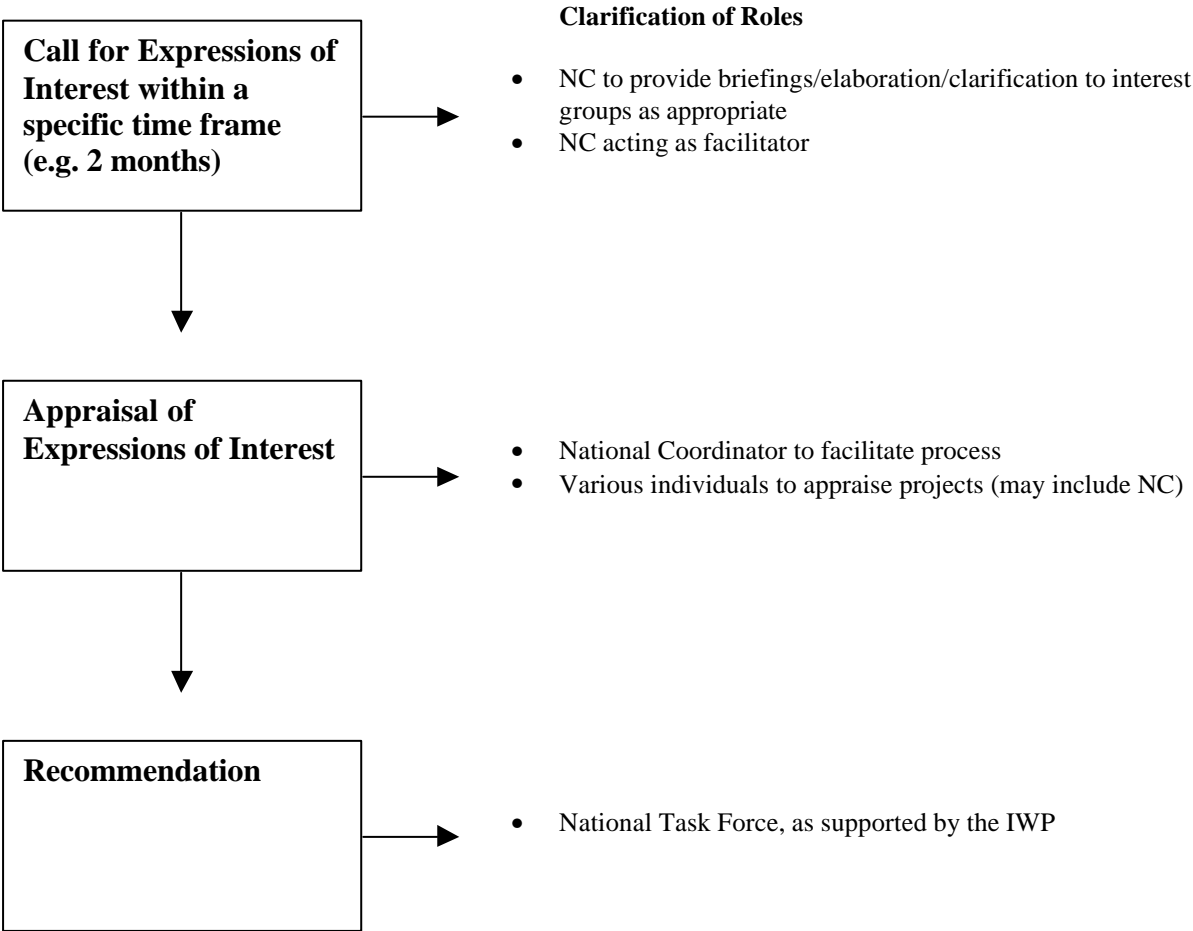 Clarification of Roles
Call for Expressions of
Interest within a
specific time frame
(e.g. 2 months)
• NC to provide briefings/elaboration/clarification to interest
groups as appropriate
• NC acting as facilitator
Appraisal of
Expressions of Interest
• National Coordinator to facilitate process
• Various individuals to appraise projects (may include NC)
Recommendation
• National Task Force, as supported by the IWP